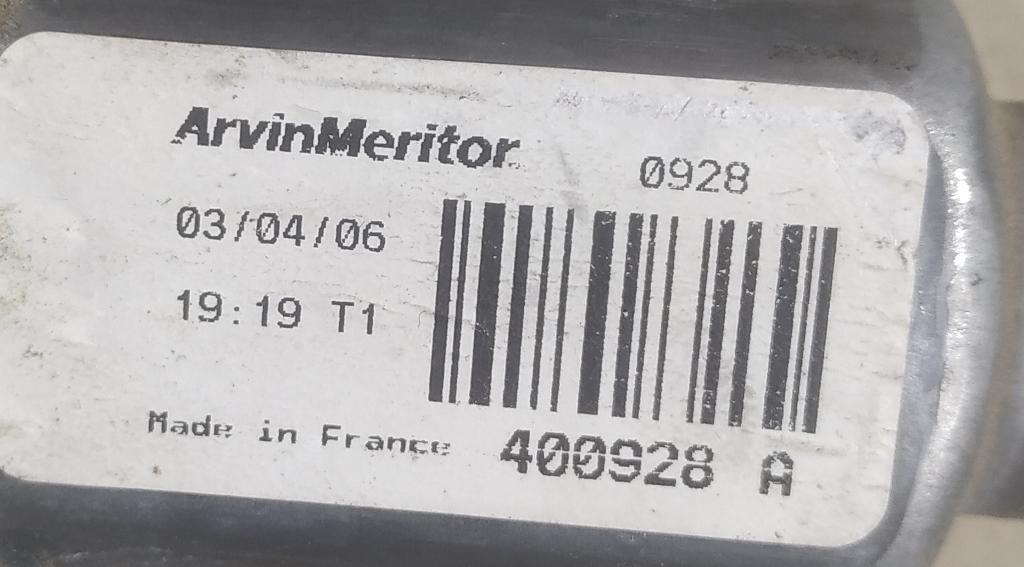 ArvinMeritor
0928
03/04/06
19:19 T1
Made in France
400928 A